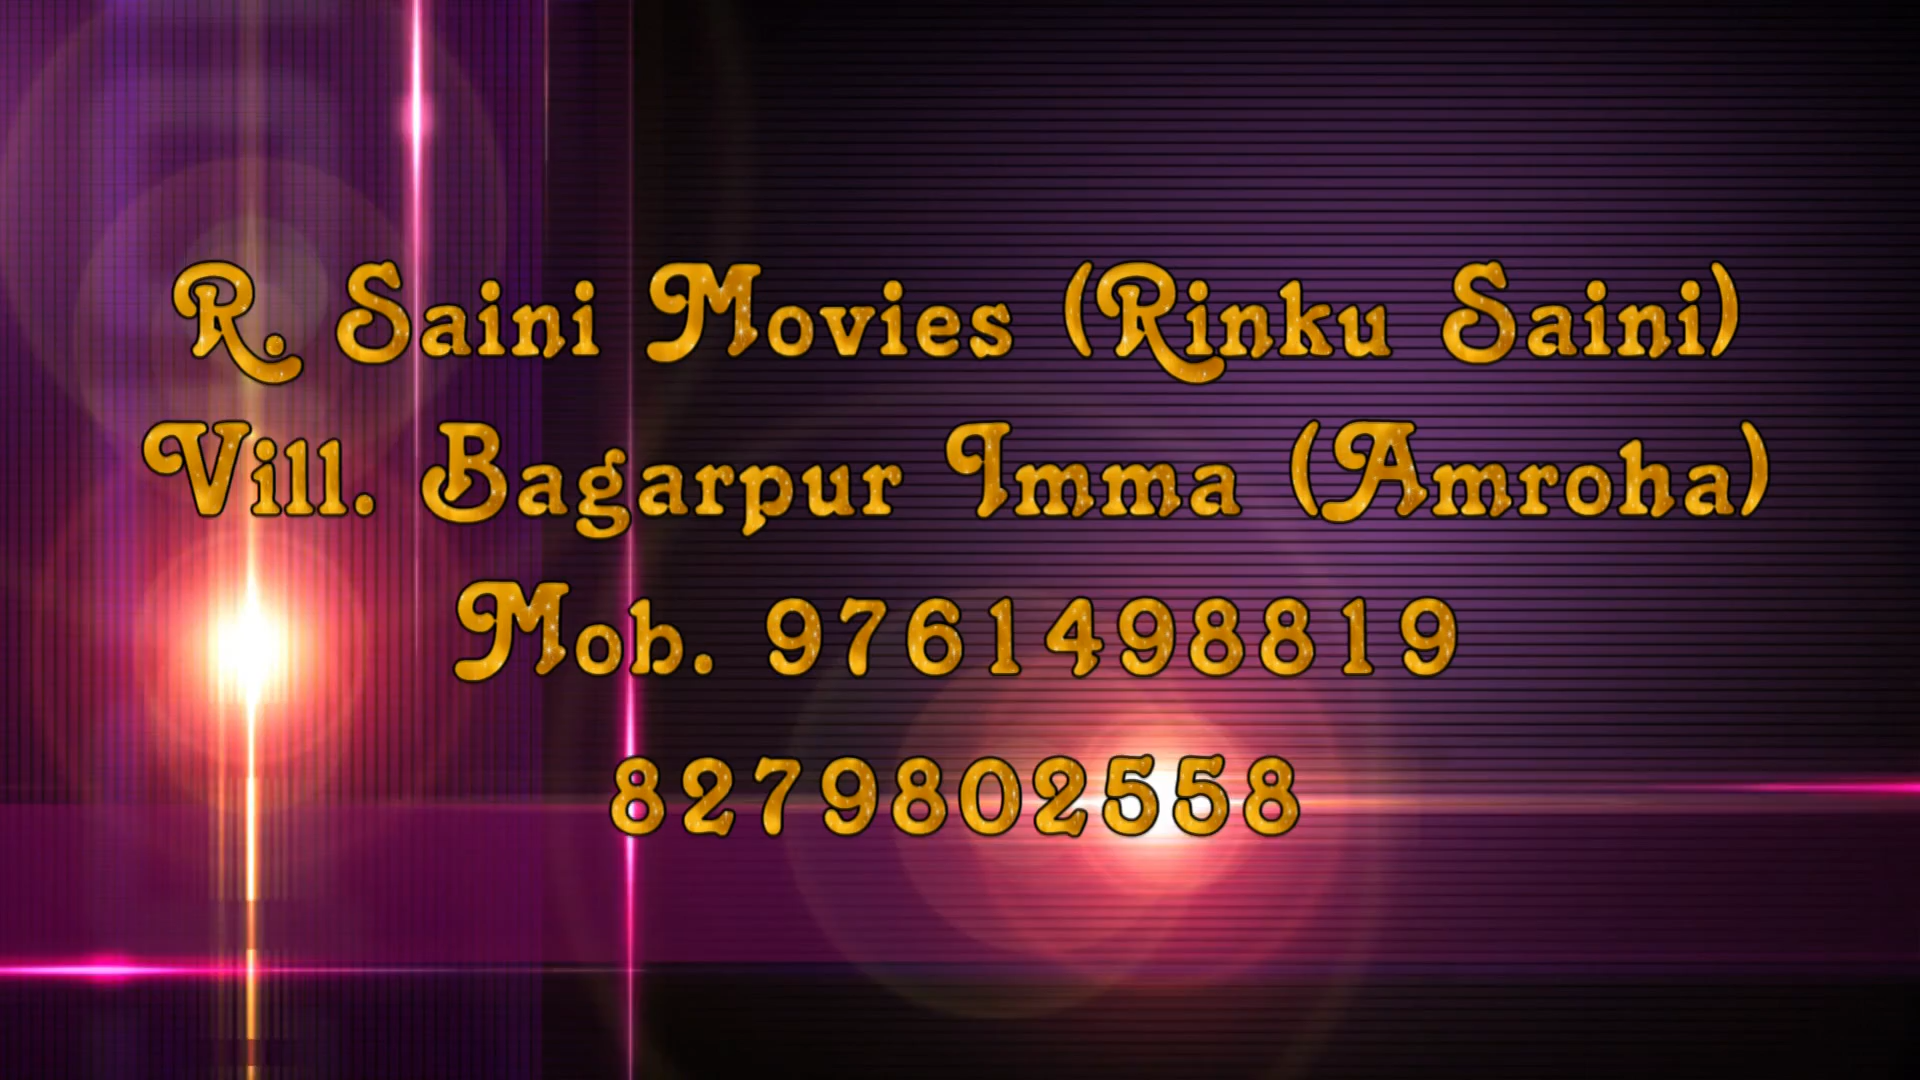 R. Saini Movies (Rinku Saini)
Vill. Bagarpur Imma (Amroha)
Mob. 9761498819
8279802558